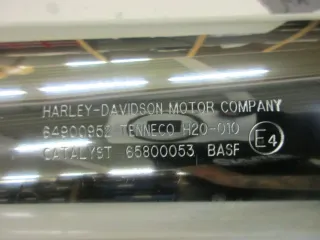 HARLEY-DAVIDSON MOTOR COMPANY
64900952 TENNECO H20-010
CATALYST 65800053 BASF
E4